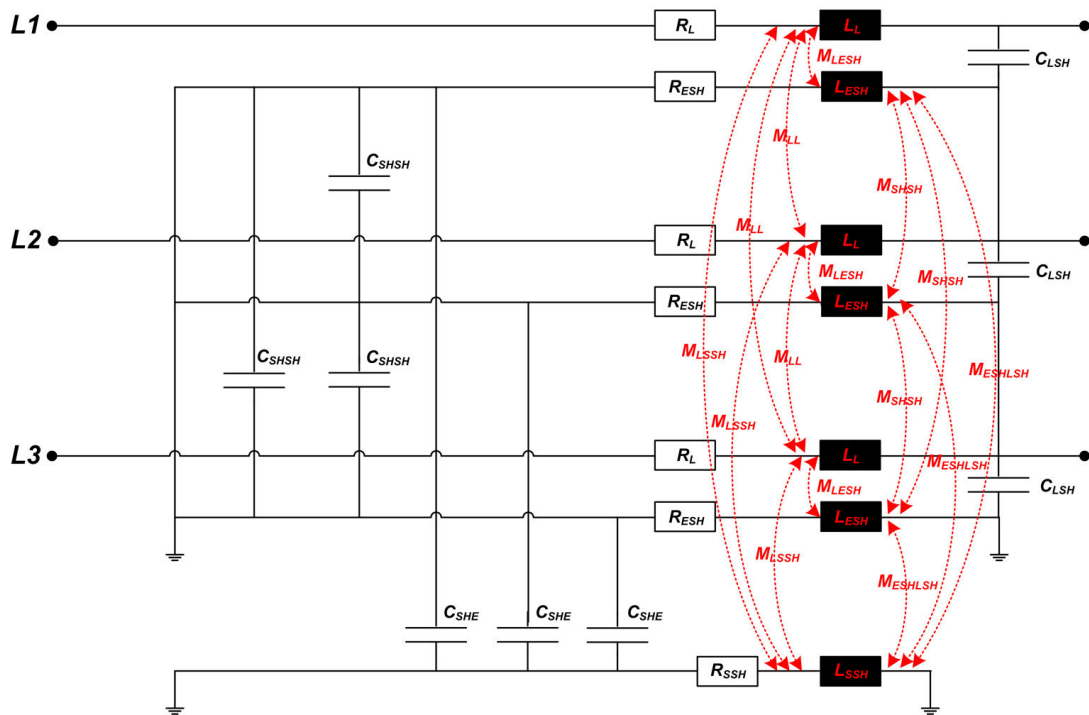 L1
R_L
L_L
C_LSH
M_LESH
R_ESH
L_ESH
M_LL
C_SHSH
M_SHSH
M_LL
L2
R_L
L_L
M_LESH
C_LSH
M_SHSH
R_ESH
L_ESH
C_SHSH
C_SHSH
M_LSSH
M_LL
M_ESHLSH
M_SHSH
M_LSSH
L3
R_L
L_L
M_ESHLSH
M_LESH
C_LSH
R_ESH
L_ESH
M_LSSH
M_ESHLSH
C_SHE
C_SHE
C_SHE
R_SSH
L_SSH